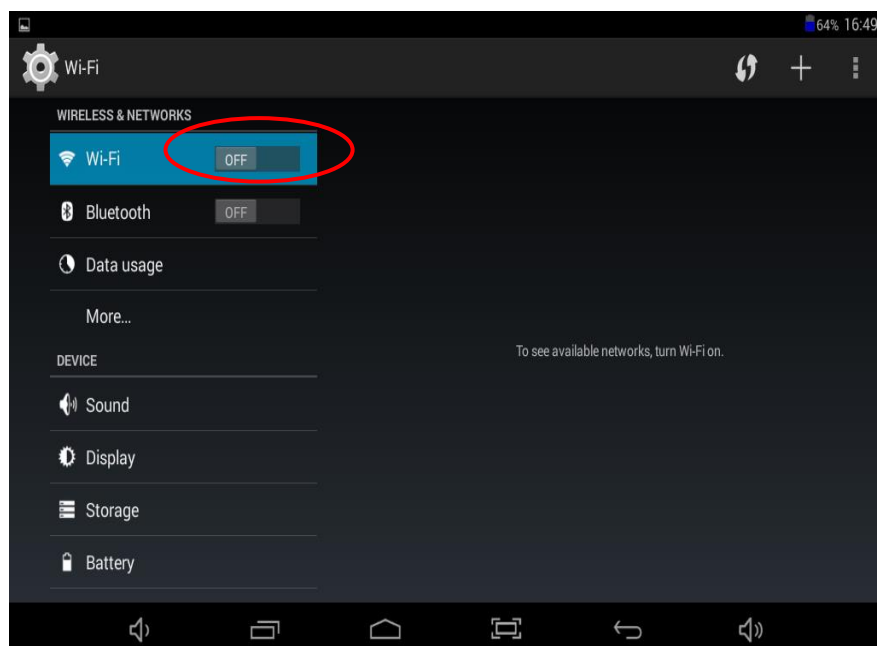 64% 16:49
Wi-Fi
WIRELESS & NETWORKS
Wi-Fi OFF
Bluetooth OFF
Data usage
More...
To see available networks, turn Wi-Fi on.
DEVICE
Sound
Display
Storage
Battery